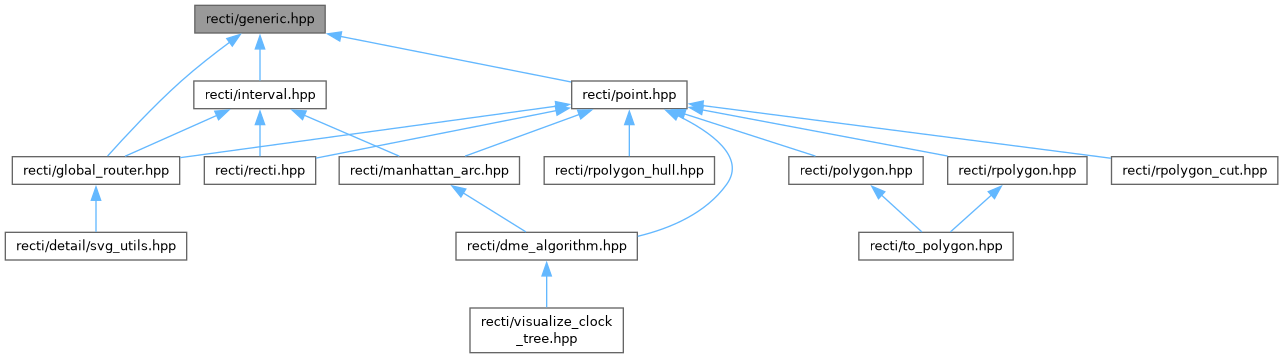 recti/generic.hpp
recti/interval.hpp
recti/point.hpp
recti/global_router.hpp
recti/recti.hpp
recti/manhattan_arc.hpp
recti/rpolygon_hull.hpp
recti/polygon.hpp
recti/rpolygon.hpp
recti/rpolygon_cut.hpp
recti/detail/svg_utils.hpp
recti/dme_algorithm.hpp
recti/to_polygon.hpp
recti/visualize_clock
_tree.hpp